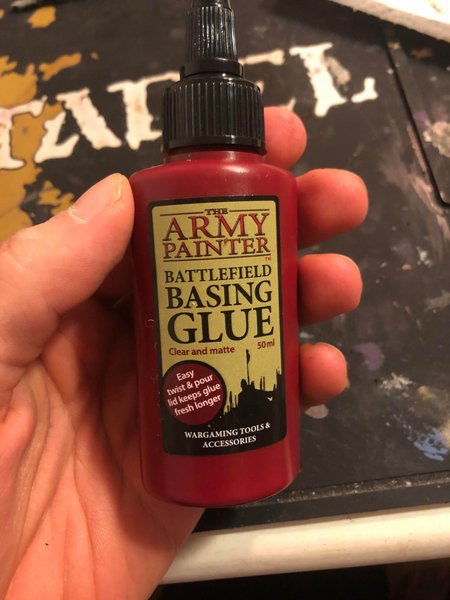 THE
ARMY
PAINTER™
BATTLEFIELD
BASING
GLUE
Clear and matte 50ml
Easy
twist & pour
lid keeps glue
fresh longer
WARGAMING TOOLS &
ACCESSORIES